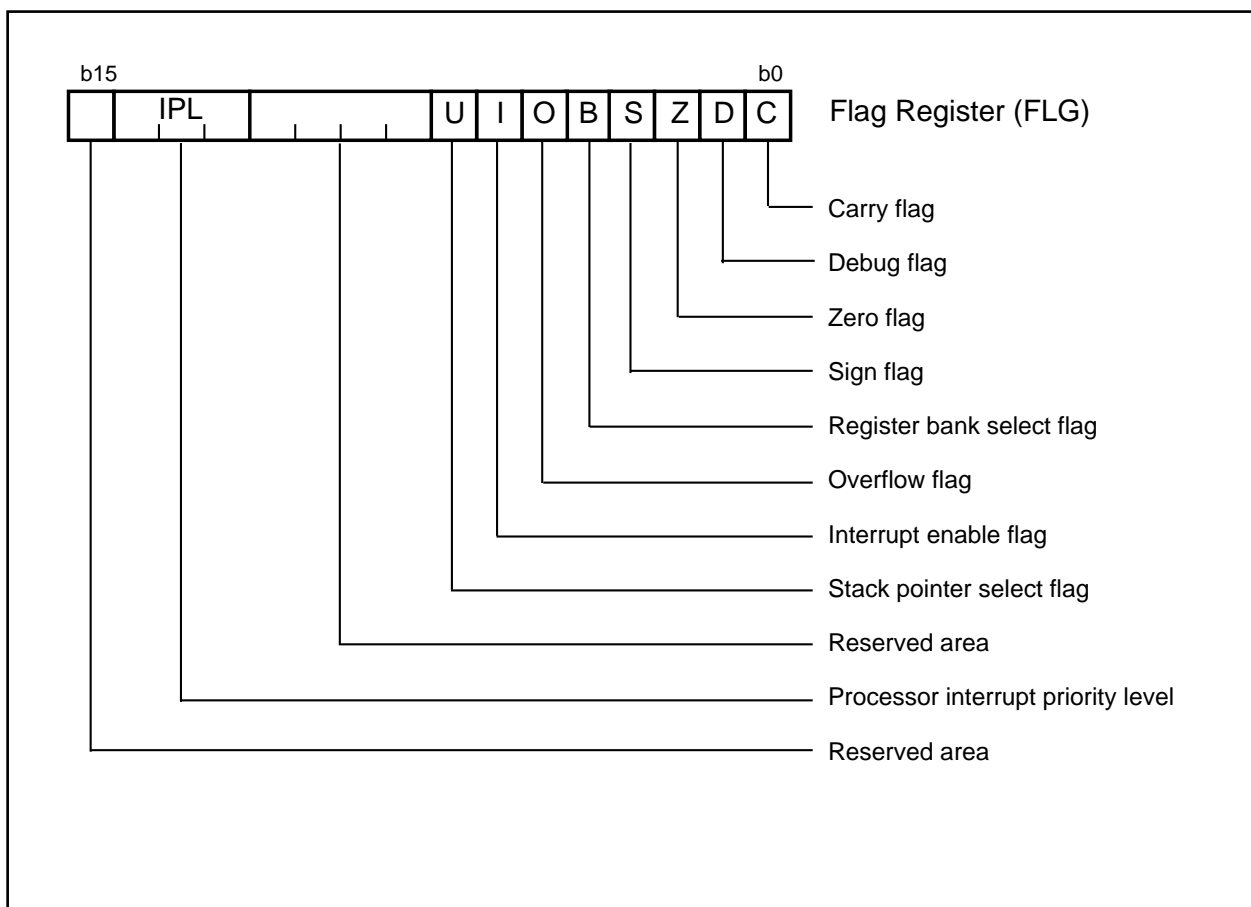 b15 b0
IPL U I O B S Z D C Flag Register (FLG)
Carry flag
Debug flag
Zero flag
Sign flag
Register bank select flag
Overflow flag
Interrupt enable flag
Stack pointer select flag
Reserved area
Processor interrupt priority level
Reserved area